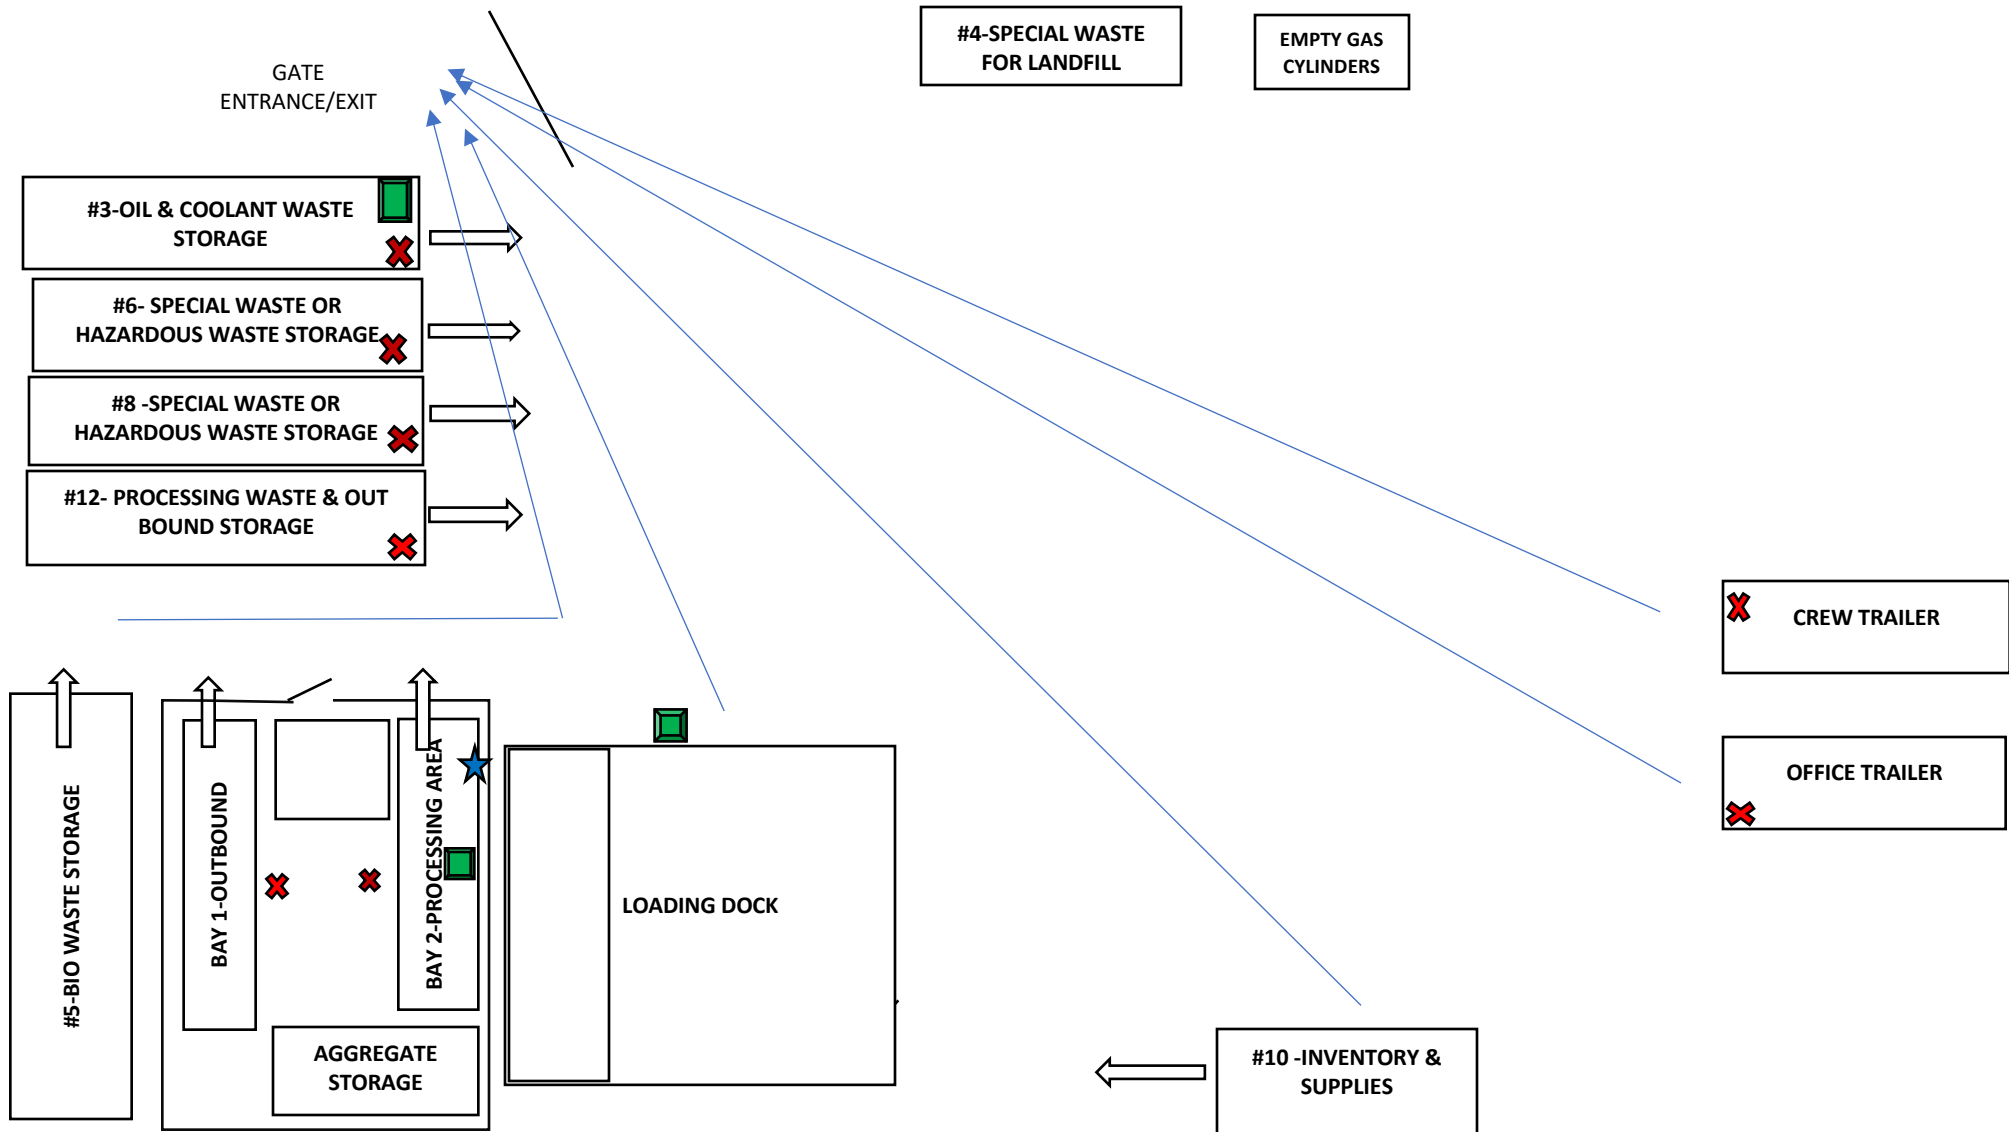 #4-SPECIAL WASTE
FOR LANDFILL
EMPTY GAS
CYLINDERS
GATE
ENTRANCE/EXIT
#3-OIL & COOLANT WASTE
STORAGE
#6- SPECIAL WASTE OR
HAZARDOUS WASTE STORAGE
#8 -SPECIAL WASTE OR
HAZARDOUS WASTE STORAGE
#12- PROCESSING WASTE & OUT
BOUND STORAGE
CREW TRAILER
OFFICE TRAILER
#5-BIO WASTE STORAGE
BAY 1-OUTBOUND
BAY 2-PROCESSING AREA
LOADING DOCK
AGGREGATE
STORAGE
#10 -INVENTORY &
SUPPLIES